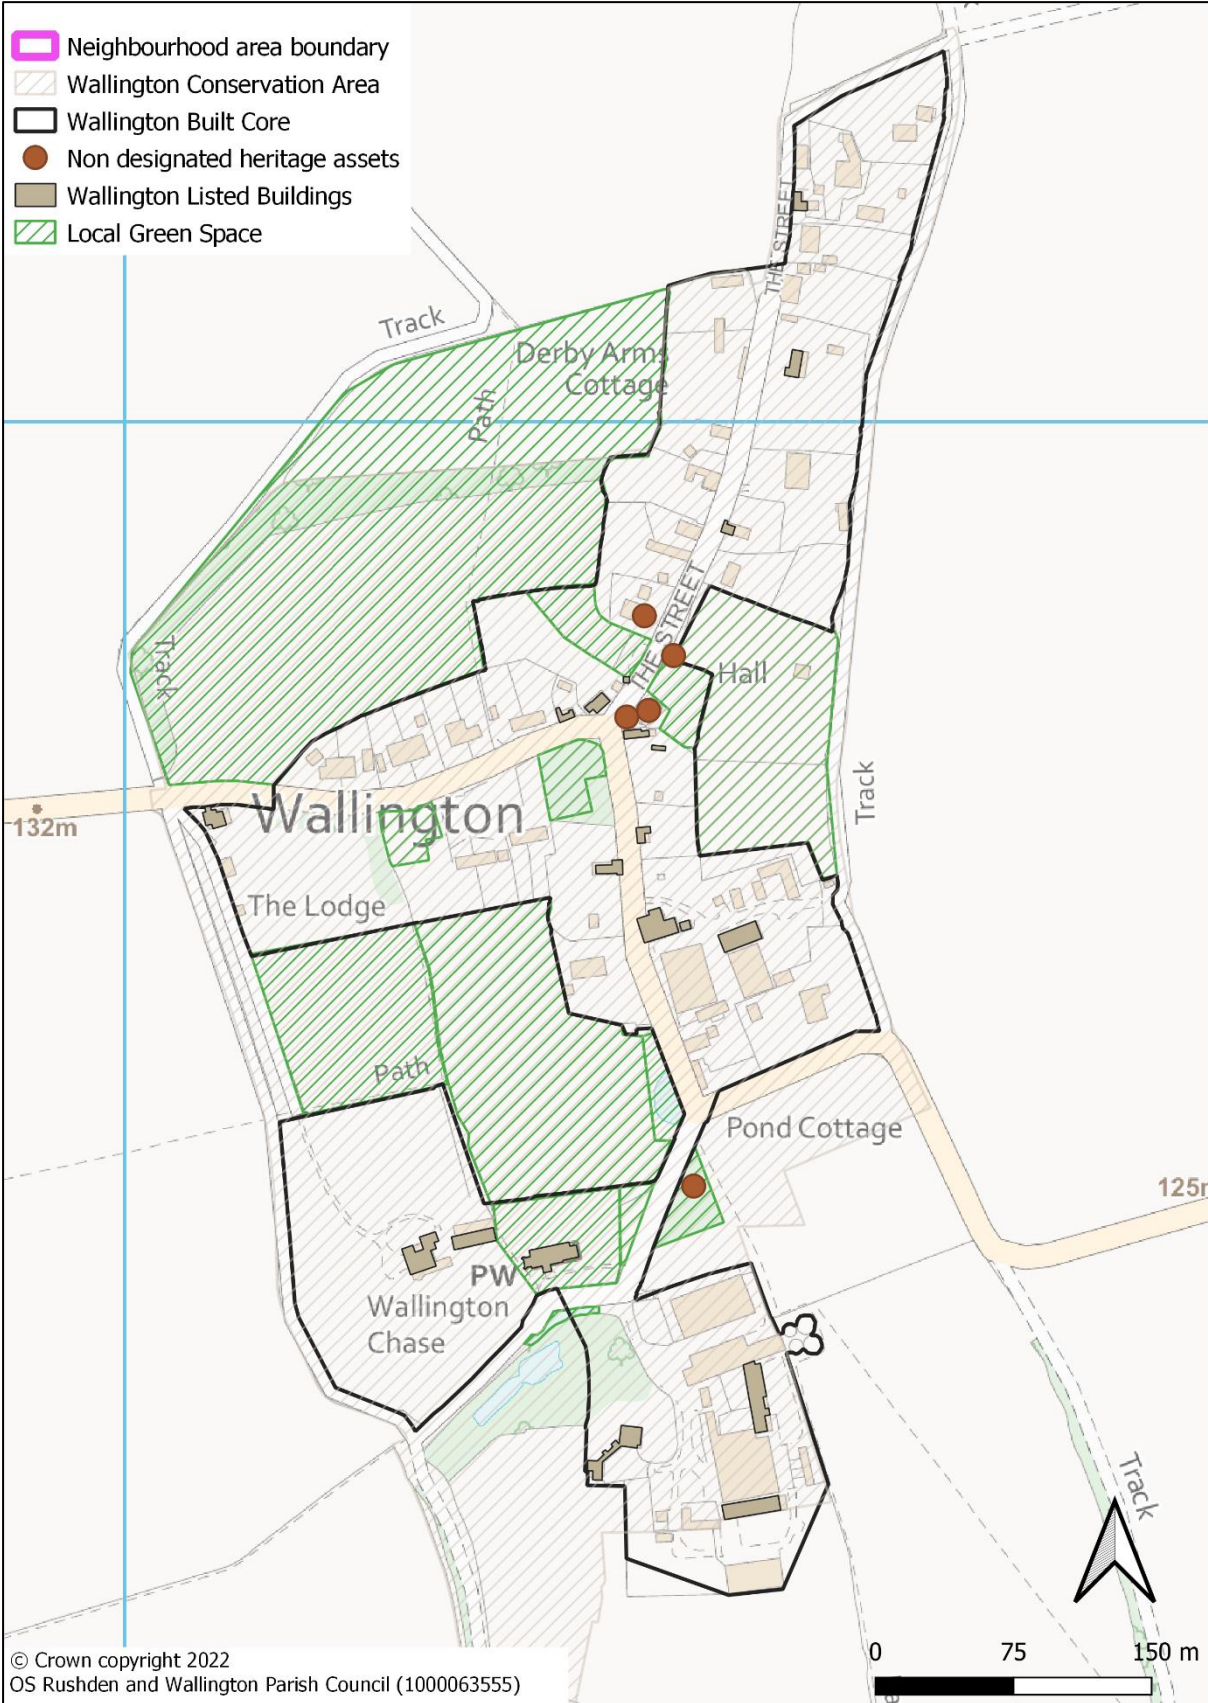 Neighbourhood area boundary
Wallington Conservation Area
Wallington Built Core
Non designated heritage assets
Wallington Listed Buildings
Local Green Space
THE STREET
Track
Derby Arms
Cottage
Path
THE STREET
Track
Hall
Track
Wallington
132m
The Lodge
Path
Pond Cottage
PW
Wallington
Chase
Track
0 75 150 m
© Crown copyright 2022
OS Rushden and Wallington Parish Council (1000063555)